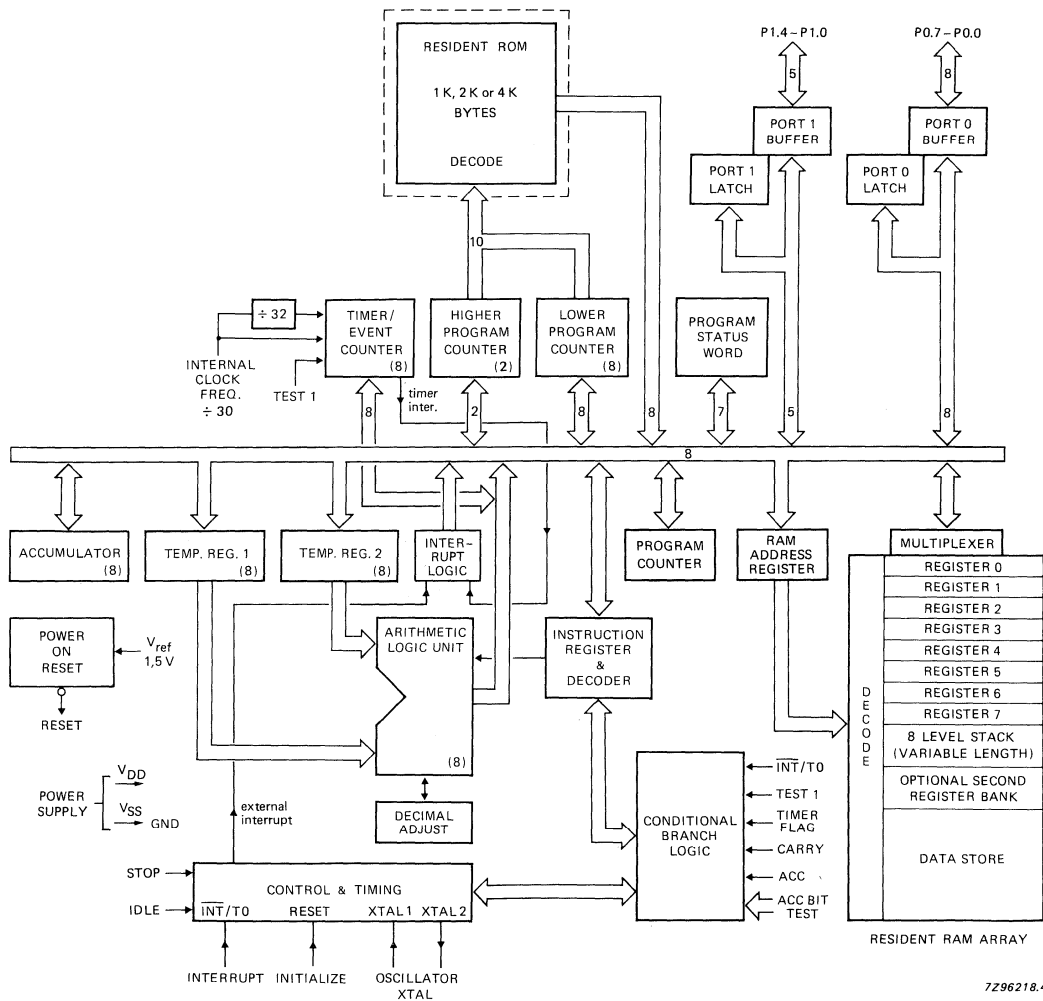 RESIDENT ROM
1 K, 2 K or 4 K
BYTES
DECODE
P1.4–P1.0
5
PORT 1
BUFFER
PORT 1
LATCH
P0.7–P0.0
8
PORT 0
BUFFER
PORT 0
LATCH
10
÷ 32
INTERNAL
CLOCK
FREQ.
÷ 30
TEST 1
TIMER/
EVENT
COUNTER
(8)
HIGHER
PROGRAM
COUNTER
(2)
LOWER
PROGRAM
COUNTER
(8)
PROGRAM
STATUS
WORD
timer
inter.
8
2
8
8
7
5
8
8
ACCUMULATOR
(8)
TEMP. REG. 1
(8)
TEMP. REG. 2
(8)
INTER–
RUPT
LOGIC
PROGRAM
COUNTER
RAM
ADDRESS
REGISTER
MULTIPLEXER
DECODE
REGISTER 0
REGISTER 1
REGISTER 2
REGISTER 3
REGISTER 4
REGISTER 5
REGISTER 6
REGISTER 7
8 LEVEL STACK
(VARIABLE LENGTH)
OPTIONAL SECOND
REGISTER BANK
DATA STORE
RESIDENT RAM ARRAY
POWER
ON
RESET
Vref
1,5 V
RESET
ARITHMETIC
LOGIC UNIT
(8)
INSTRUCTION
REGISTER
&
DECODER
DECIMAL
ADJUST
POWER
SUPPLY
VDD
VSS
GND
external
interrupt
CONDITIONAL
BRANCH
LOGIC
I̅N̅T̅/T0
TEST 1
TIMER
FLAG
CARRY
ACC
ACC BIT
TEST
STOP
IDLE
CONTROL & TIMING
I̅N̅T̅/T0 RESET XTAL 1 XTAL 2
INTERRUPT INITIALIZE OSCILLATOR
XTAL
7Z96218.4